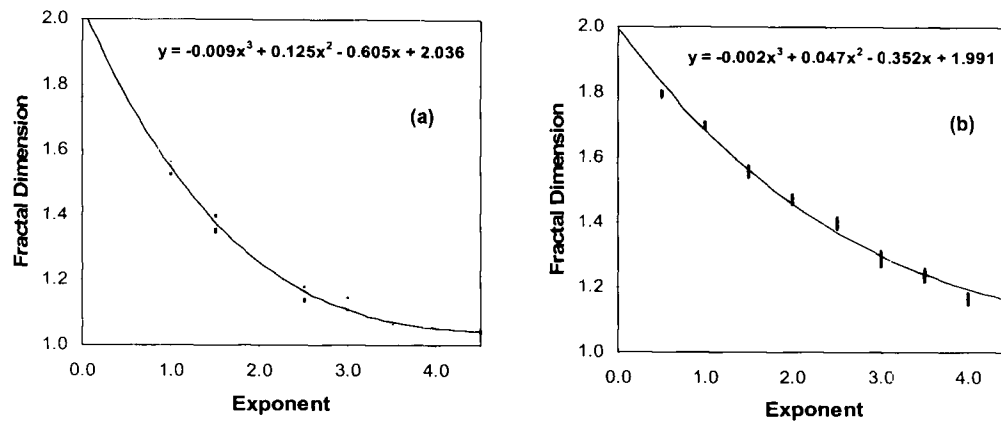 2.0
1.8
1.6
1.4
1.2
1.0
Fractal Dimension
y = -0.009x³ + 0.125x² - 0.605x + 2.036
(a)
0.0 1.0 2.0 3.0 4.0
Exponent
2.0
1.8
1.6
1.4
1.2
1.0
Fractal Dimension
y = -0.002x³ + 0.047x² - 0.352x + 1.991
(b)
0.0 1.0 2.0 3.0 4.0
Exponent